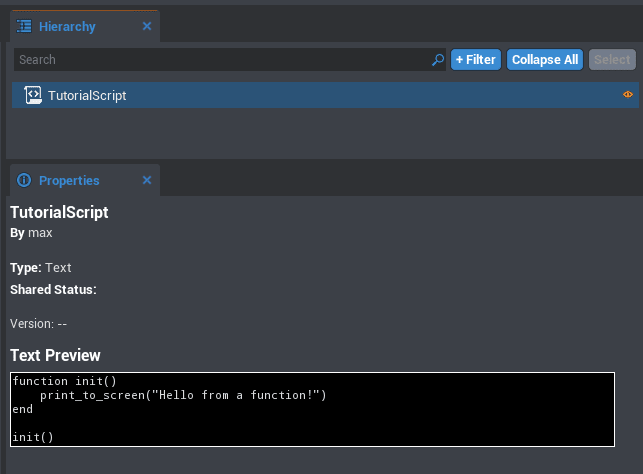 Hierarchy
Search
+ Filter
Collapse All
Select
TutorialScript
Properties
TutorialScript
By max
Type: Text
Shared Status:
Version: --
Text Preview
function init()
    print_to_screen("Hello from a function!")
end
init()